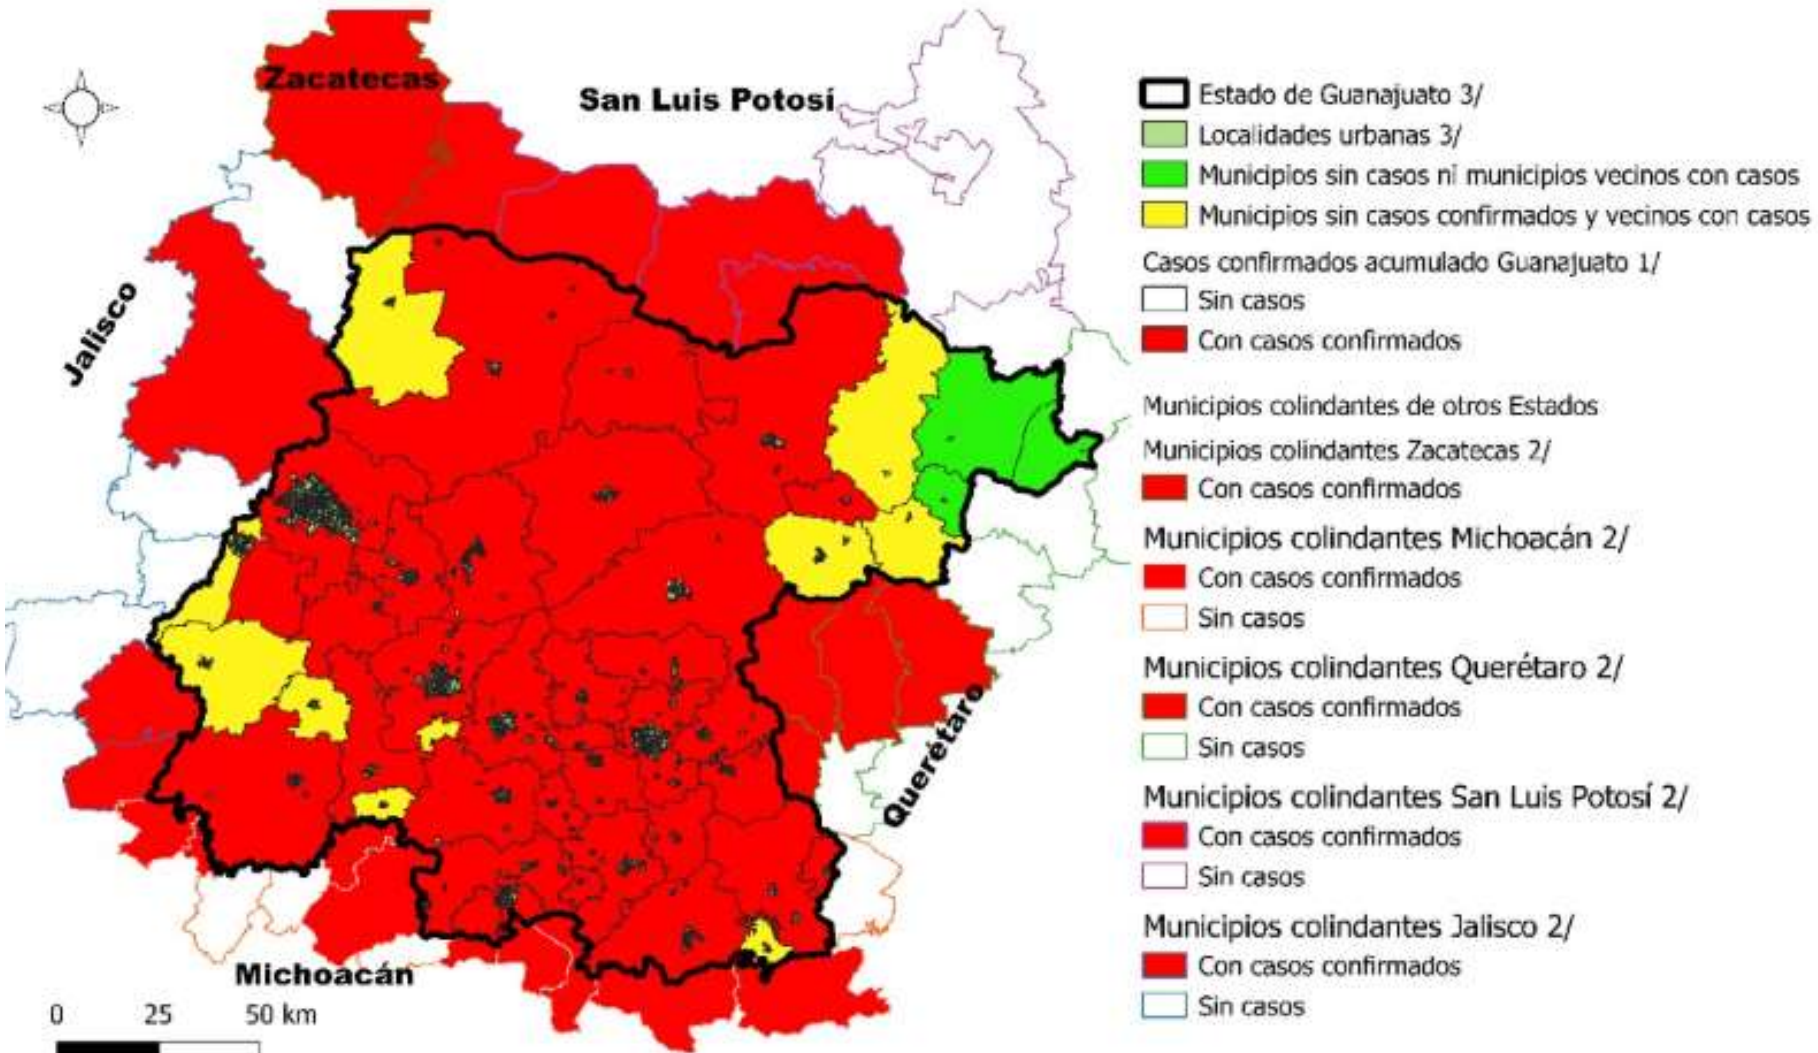 Zacatecas
San Luis Potosí
Jalisco
Querétaro
Michoacán
0 25 50 km
Estado de Guanajuato 3/
Localidades urbanas 3/
Municipios sin casos ni municipios vecinos con casos
Municipios sin casos confirmados y vecinos con casos
Casos confirmados acumulado Guanajuato 1/
Sin casos
Con casos confirmados
Municipios colindantes de otros Estados
Municipios colindantes Zacatecas 2/
Con casos confirmados
Municipios colindantes Michoacán 2/
Con casos confirmados
Sin casos
Municipios colindantes Querétaro 2/
Con casos confirmados
Sin casos
Municipios colindantes San Luis Potosí 2/
Con casos confirmados
Sin casos
Municipios colindantes Jalisco 2/
Con casos confirmados
Sin casos